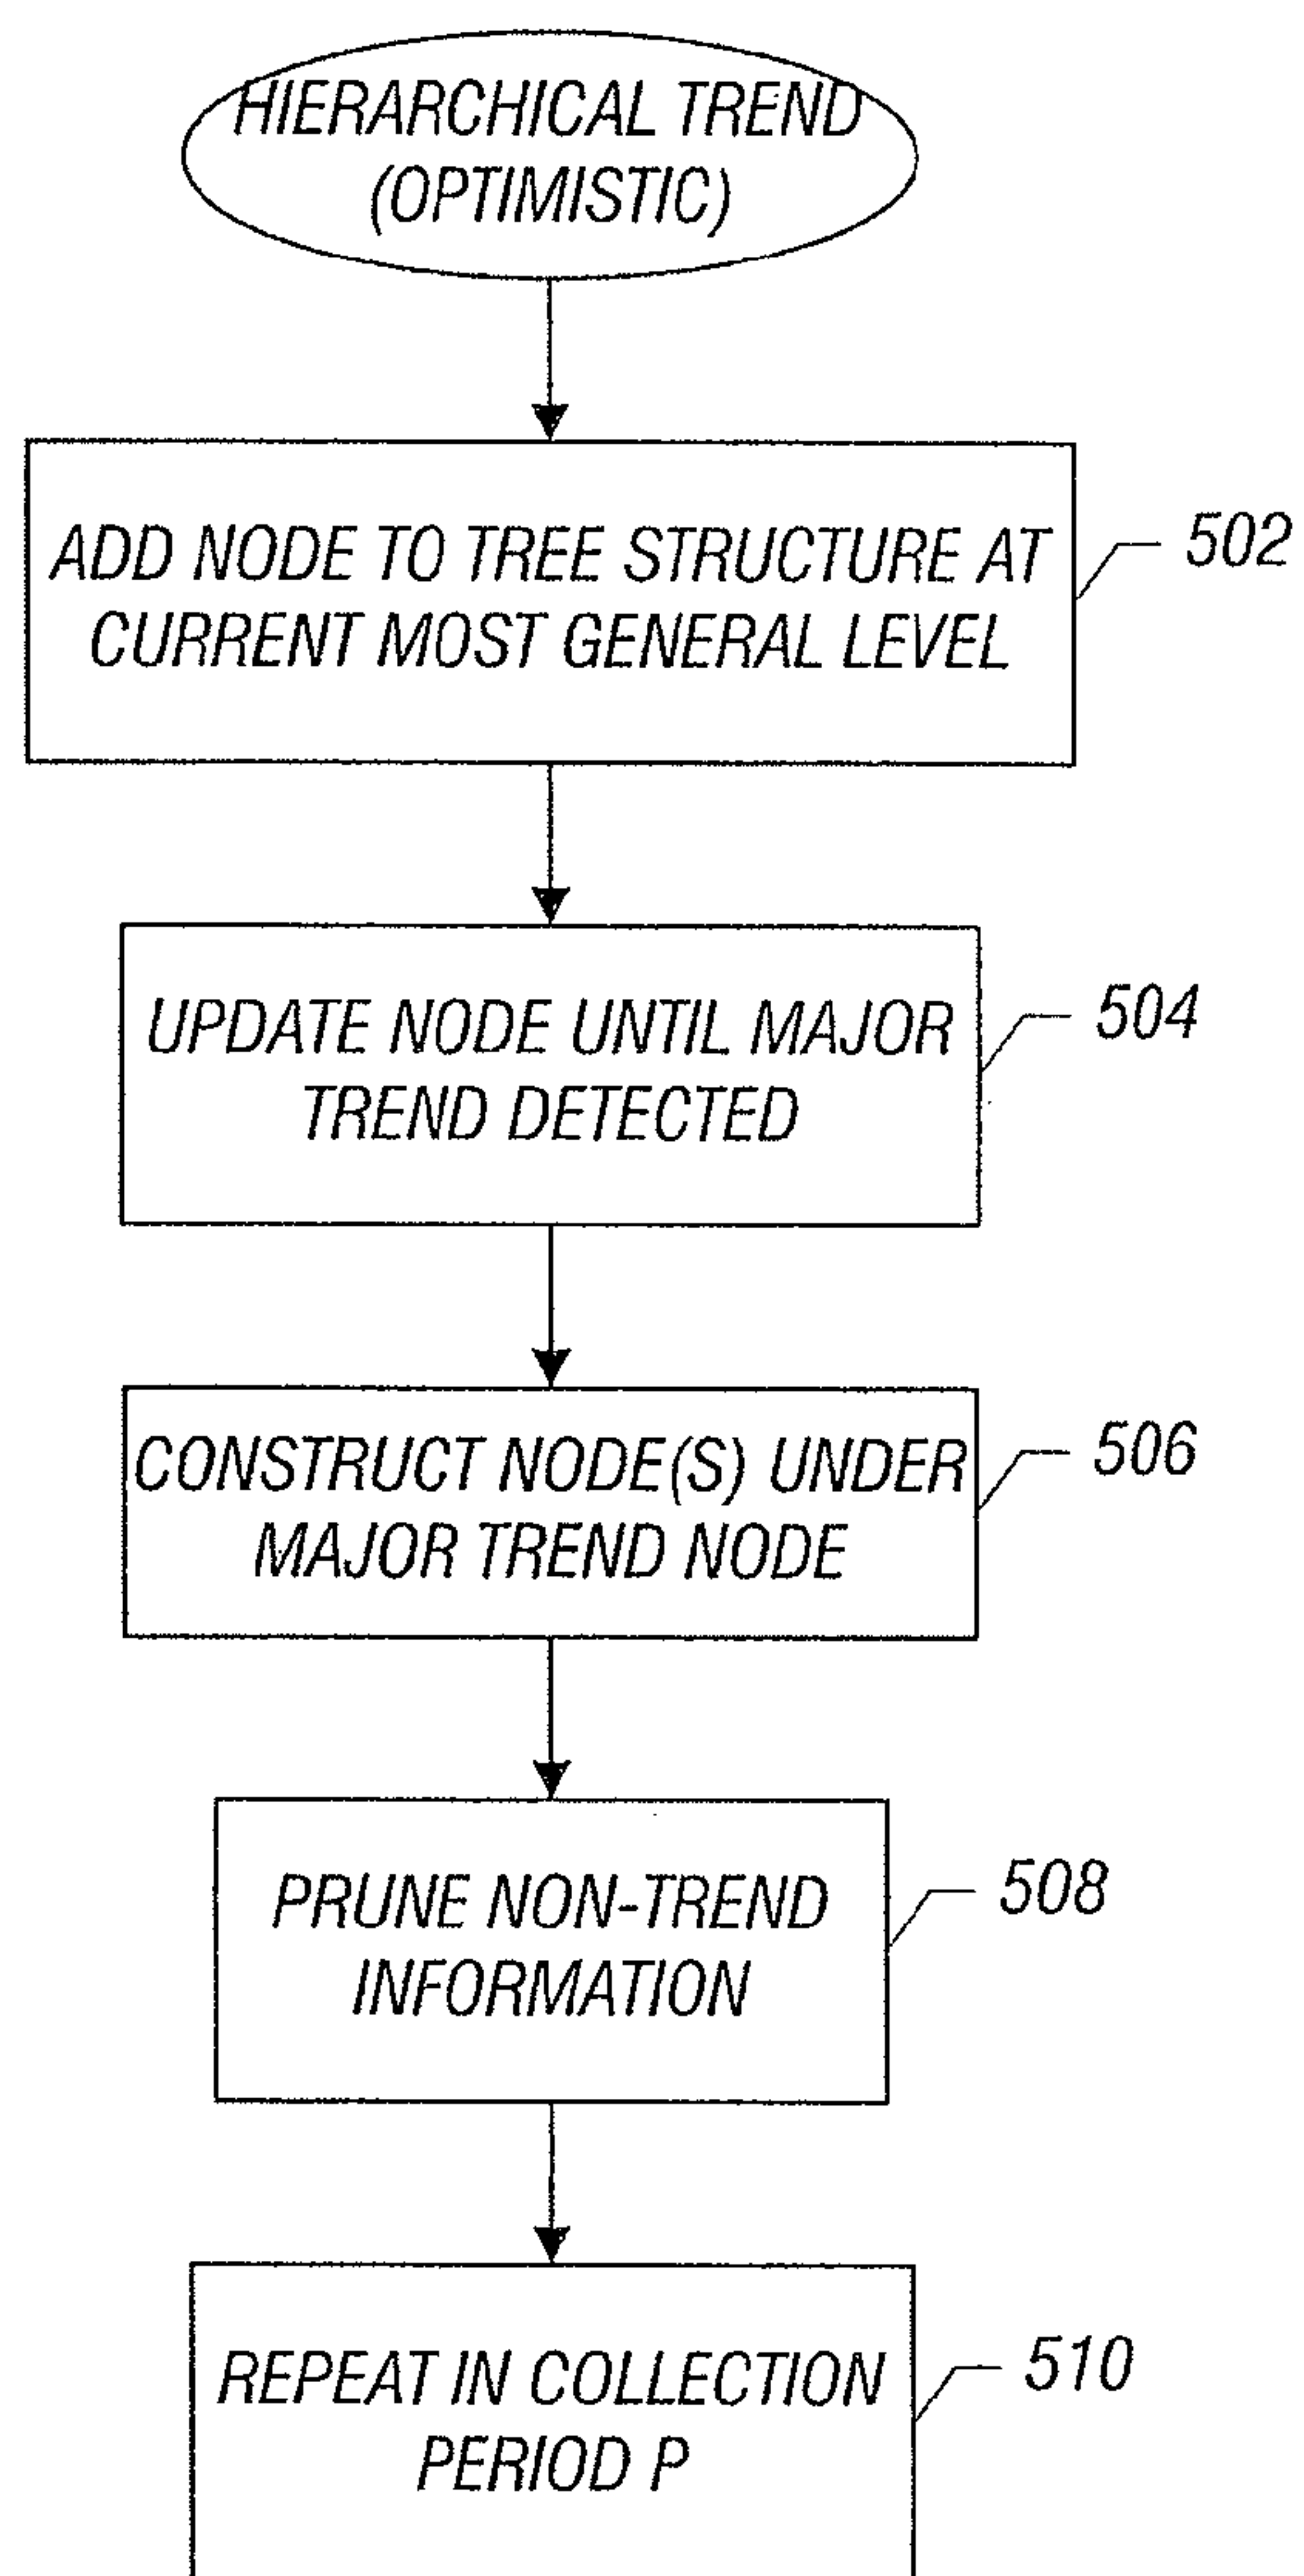 HIERARCHICAL TREND
(OPTIMISTIC)
ADD NODE TO TREE STRUCTURE AT
CURRENT MOST GENERAL LEVEL
502
UPDATE NODE UNTIL MAJOR
TREND DETECTED
504
CONSTRUCT NODE(S) UNDER
MAJOR TREND NODE
506
PRUNE NON-TREND
INFORMATION
508
REPEAT IN COLLECTION
PERIOD P
510